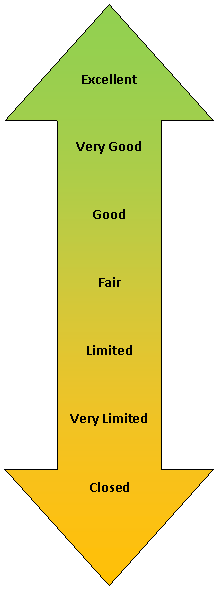 Excellent
Very Good
Good
Fair
Limited
Very Limited
Closed